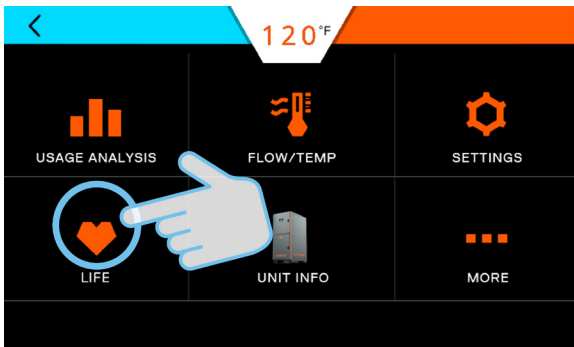 120°F
USAGE ANALYSIS
FLOW/TEMP
SETTINGS
LIFE
UNIT INFO
MORE